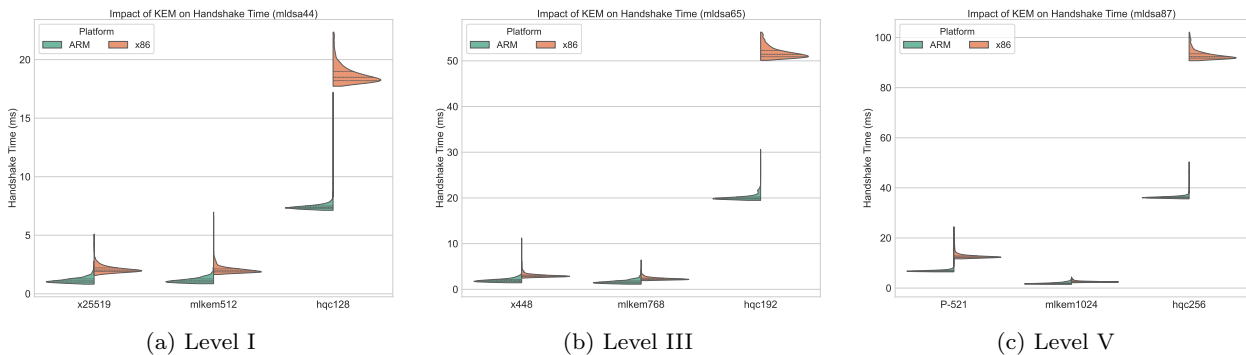 Impact of KEM on Handshake Time (mldsa44)
Platform
ARM x86
Handshake Time (ms)
20
15
10
5
0
x25519 mlkem512 hqc128
(a) Level I
Impact of KEM on Handshake Time (mldsa65)
Platform
ARM x86
Handshake Time (ms)
50
40
30
20
10
0
x448 mlkem768 hqc192
(b) Level III
Impact of KEM on Handshake Time (mldsa87)
Platform
ARM x86
Handshake Time (ms)
100
80
60
40
20
0
P-521 mlkem1024 hqc256
(c) Level V